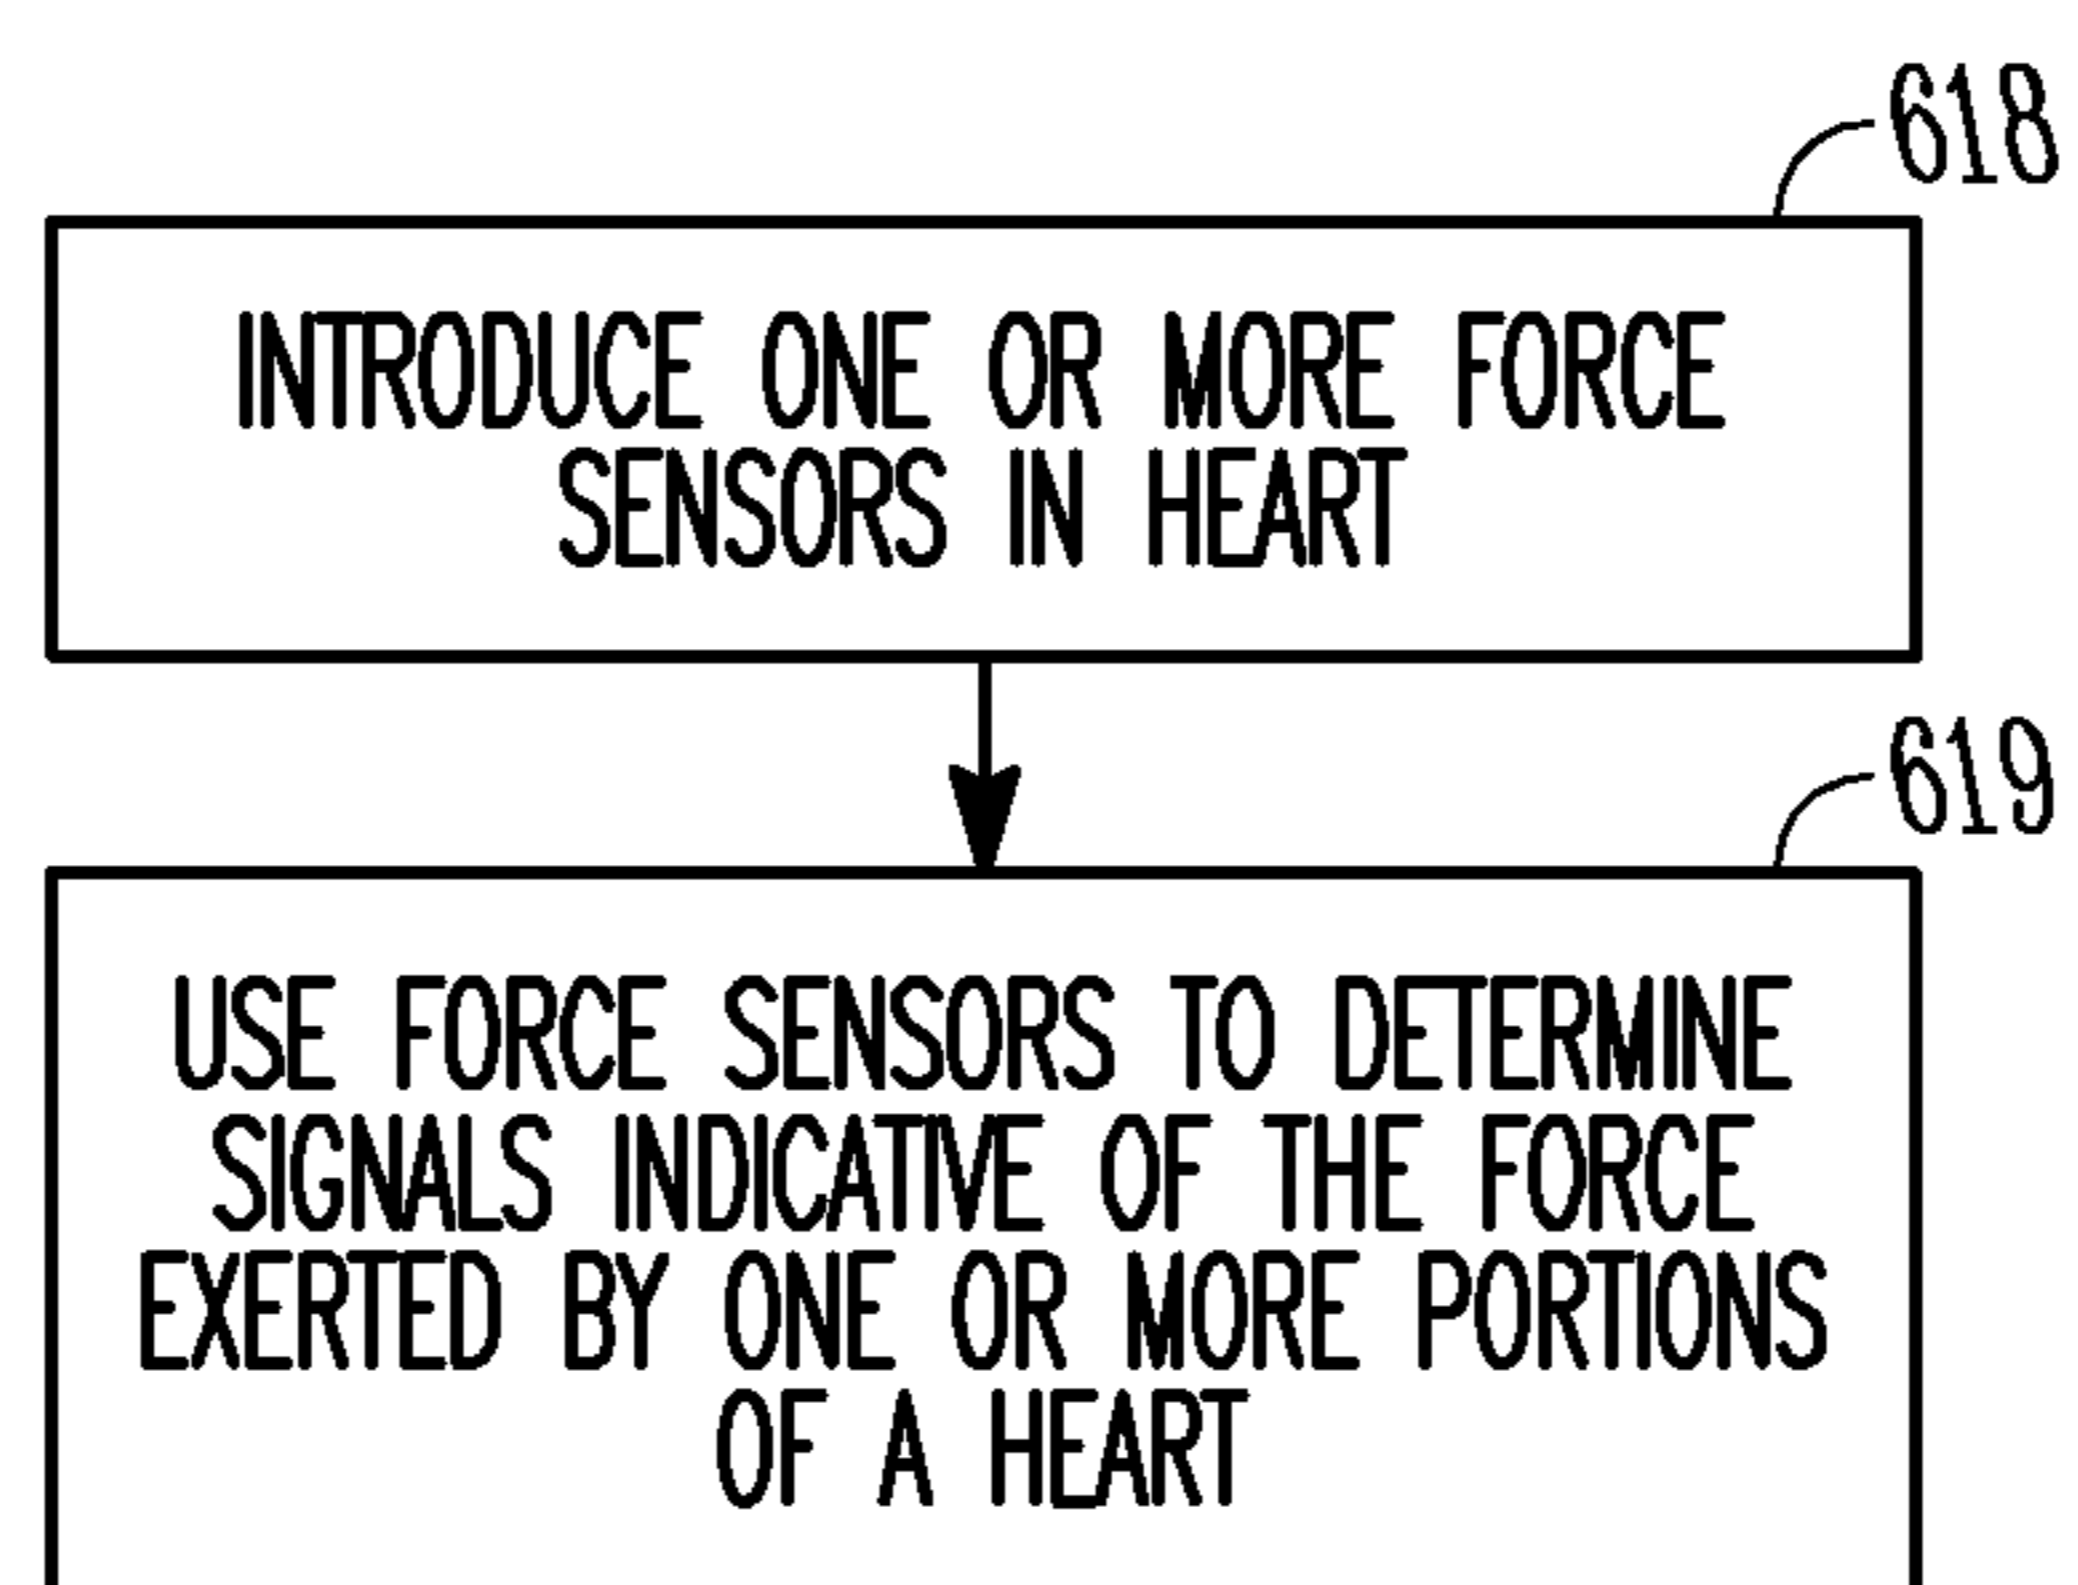 618
INTRODUCE ONE OR MORE FORCE
SENSORS IN HEART
619
USE FORCE SENSORS TO DETERMINE
SIGNALS INDICATIVE OF THE FORCE
EXERTED BY ONE OR MORE PORTIONS
OF A HEART